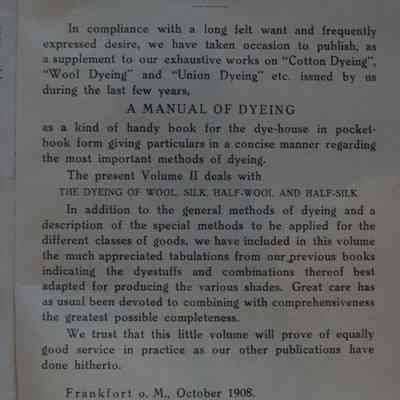 In compliance with a long felt want and frequently
expressed desire, we have taken occasion to publish, as
a supplement to our exhaustive works on "Cotton Dyeing",
"Wool Dyeing" and "Union Dyeing" etc. issued by us
during the last few years,
A MANUAL OF DYEING
as a kind of handy book for the dye-house in pocket-
book form giving particulars in a concise manner regarding
the most important methods of dyeing.
The present Volume II deals with
THE DYEING OF WOOL, SILK, HALF-WOOL AND HALF-SILK.
In addition to the general methods of dyeing and a
description of the special methods to be applied for the
different classes of goods, we have included in this volume
the much appreciated tabulations from our previous books
indicating the dyestuffs and combinations thereof best
adapted for producing the various shades. Great care has
as usual been devoted to combining with comprehensiveness
the greatest possible completeness.
We trust that this little volume will prove of equally
good service in practice as our other publications have
done hitherto.
Frankfort o. M., October 1908.